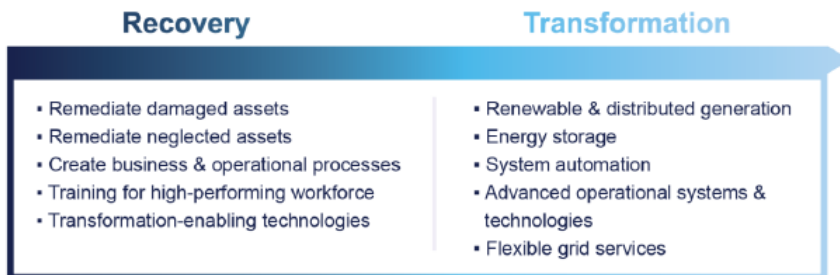 Recovery
Transformation
▪ Remediate damaged assets
▪ Remediate neglected assets
▪ Create business & operational processes
▪ Training for high-performing workforce
▪ Transformation-enabling technologies
▪ Renewable & distributed generation
▪ Energy storage
▪ System automation
▪ Advanced operational systems &
technologies
▪ Flexible grid services